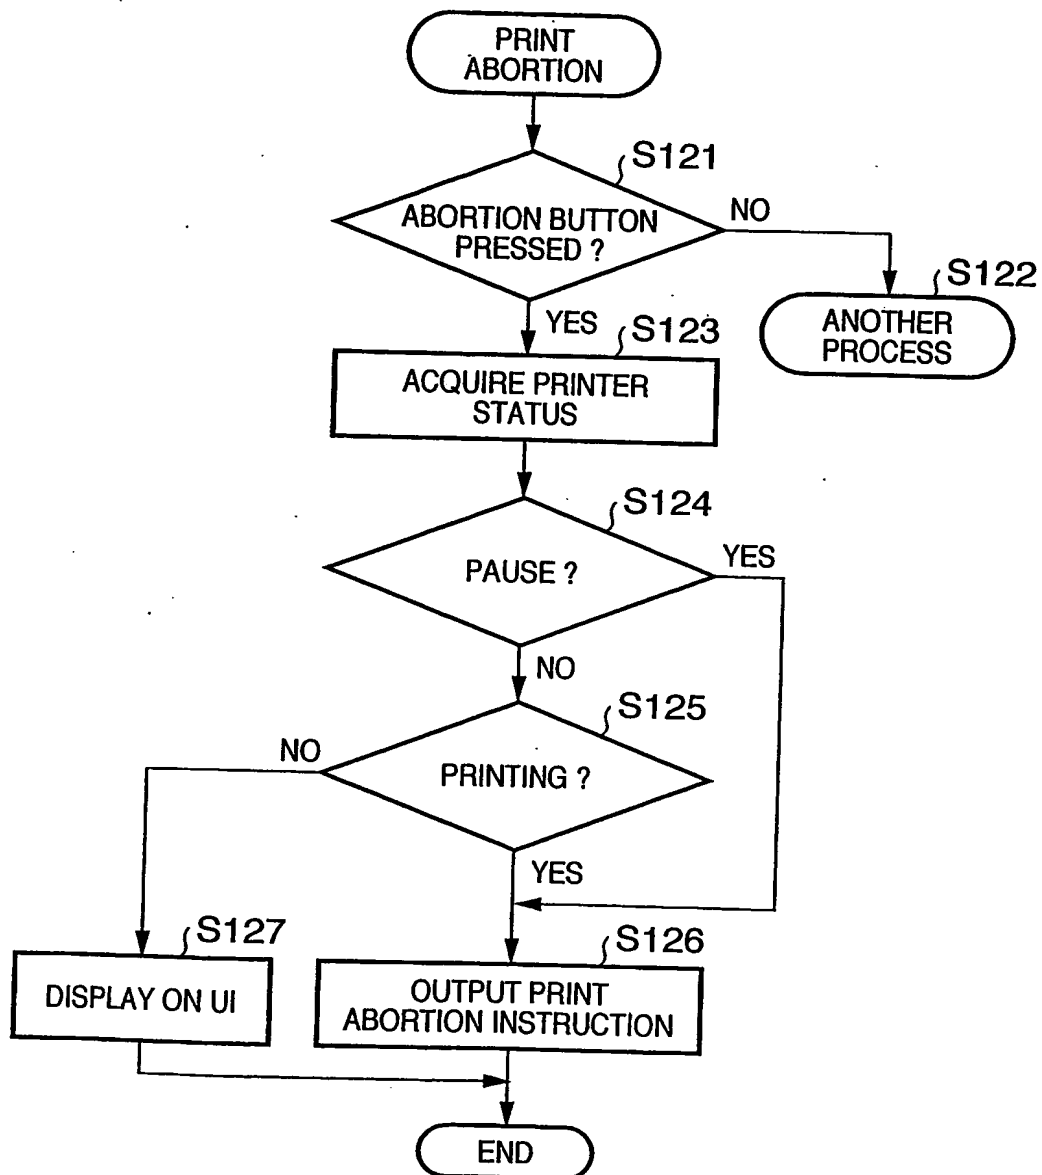 PRINT
ABORTION
S121
ABORTION BUTTON
PRESSED ?
NO
S122
ANOTHER
PROCESS
YES
S123
ACQUIRE PRINTER
STATUS
S124
PAUSE ?
YES
NO
S125
PRINTING ?
NO
YES
S127
DISPLAY ON UI
S126
OUTPUT PRINT
ABORTION INSTRUCTION
END